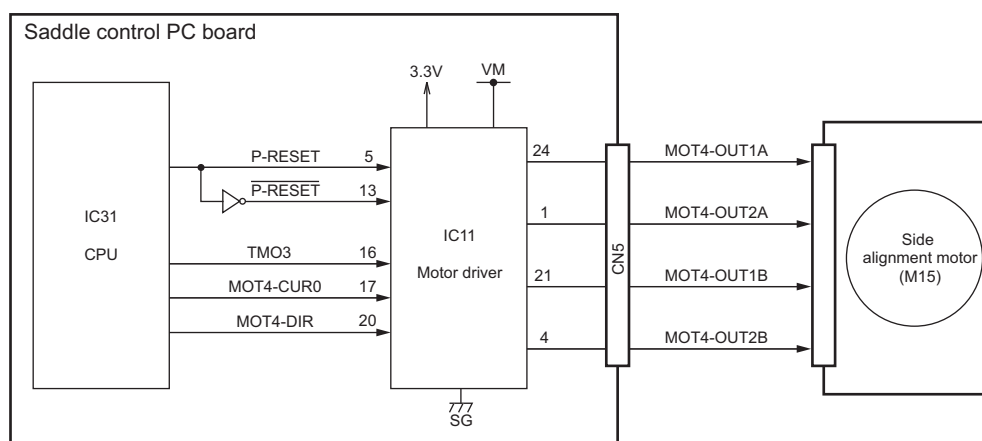 Saddle control PC board
3.3V
VM
P-RESET
5
24
MOT4-OUT1A
P-RESET
13
IC31
CPU
IC11
Motor driver
1
MOT4-OUT2A
CN5
Side
alignment motor
(M15)
TMO3
16
MOT4-CUR0
17
21
MOT4-OUT1B
MOT4-DIR
20
4
MOT4-OUT2B
SG